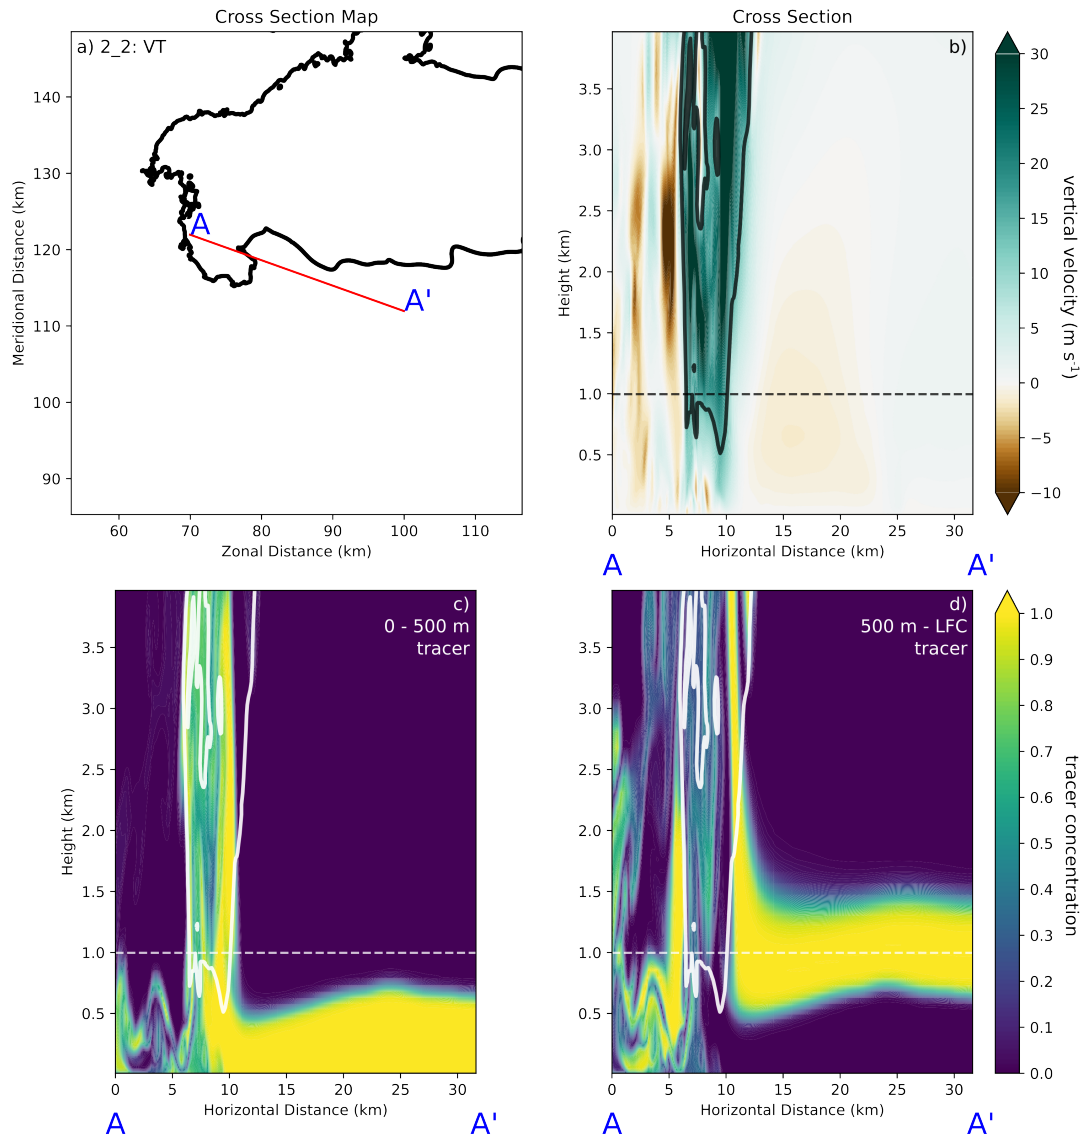 Cross Section Map
a) 2_2: VT
140
130
120
110
100
90
60
70
80
90
100
110
Meridional Distance (km)
Zonal Distance (km)
A
A'
Cross Section
b)
3.5
3.0
2.5
2.0
1.5
1.0
0.5
0
5
10
15
20
25
30
Height (km)
Horizontal Distance (km)
A
A'
30
25
20
15
10
5
0
−5
−10
vertical velocity (m s-1)
c)
0 - 500 m
tracer
3.5
3.0
2.5
2.0
1.5
1.0
0.5
0
5
10
15
20
25
30
Height (km)
Horizontal Distance (km)
A
A'
d)
500 m - LFC
tracer
3.5
3.0
2.5
2.0
1.5
1.0
0.5
0
5
10
15
20
25
30
Horizontal Distance (km)
A
A'
1.0
0.9
0.8
0.7
0.6
0.5
0.4
0.3
0.2
0.1
0.0
tracer concentration